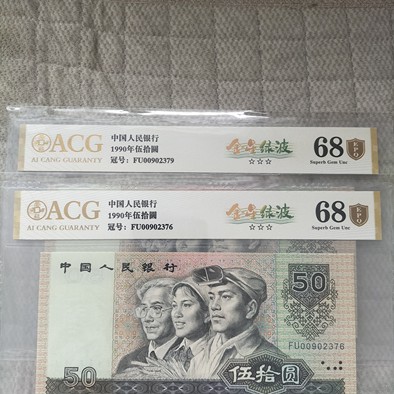 ACG
AI CANG GUARANTY
中国人民银行
1990年伍拾圆
冠号：FU00902379
金牟绿波
☆☆☆
68
EPQ
Superb Gem Unc
ACG
AI CANG GUARANTY
中国人民银行
1990年伍拾圆
冠号：FU00902376
金牟绿波
☆☆☆
68
EPQ
Superb Gem Unc
中国人民银行
50
FU00902376
50
伍拾圆